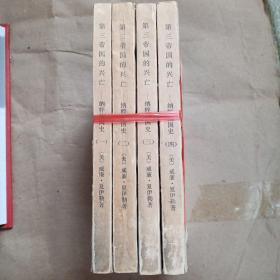 第三帝国的兴亡 纳粹德国史 (一) (美) 威廉·夏伊勒著
第三帝国的兴亡 纳粹德国史 (二) (美) 威廉·夏伊勒著
第三帝国的兴亡 纳粹德国史 (三) (美) 威廉·夏伊勒著
第三帝国的兴亡 纳粹德国史 (四) (美) 威廉·夏伊勒著